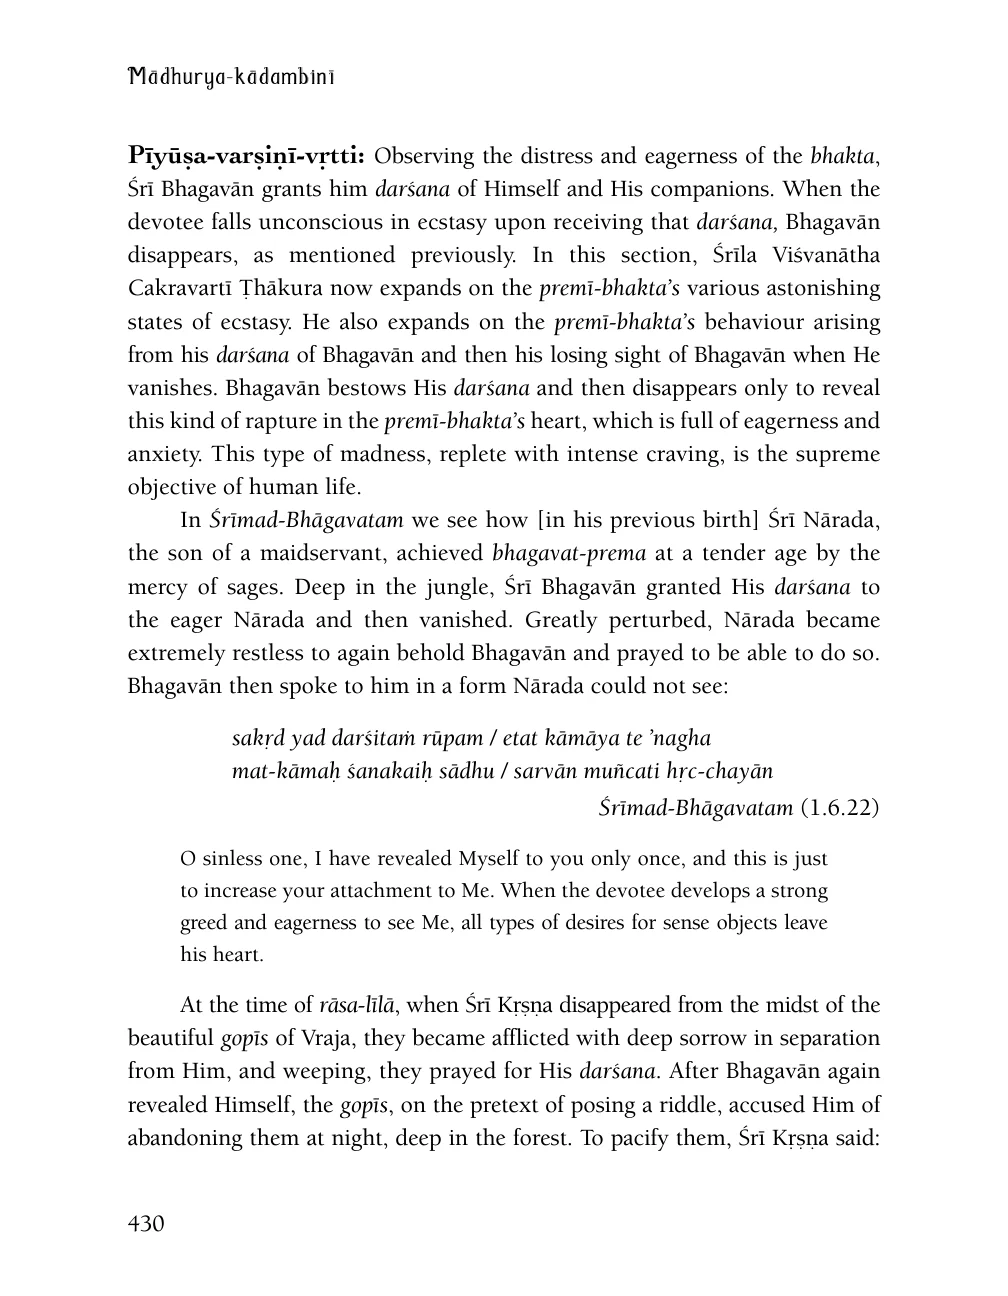 Mādhurya-kādambinī
Pīyūṣa-varṣiṇī-vṛtti: Observing the distress and eagerness of the bhakta,
Śrī Bhagavān grants him darśana of Himself and His companions. When the
devotee falls unconscious in ecstasy upon receiving that darśana, Bhagavān
disappears, as mentioned previously. In this section, Śrīla Viśvanātha
Cakravartī Ṭhākura now expands on the premī-bhakta’s various astonishing
states of ecstasy. He also expands on the premī-bhakta’s behaviour arising
from his darśana of Bhagavān and then his losing sight of Bhagavān when He
vanishes. Bhagavān bestows His darśana and then disappears only to reveal
this kind of rapture in the premī-bhakta’s heart, which is full of eagerness and
anxiety. This type of madness, replete with intense craving, is the supreme
objective of human life.
In Śrīmad-Bhāgavatam we see how [in his previous birth] Śrī Nārada,
the son of a maidservant, achieved bhagavat-prema at a tender age by the
mercy of sages. Deep in the jungle, Śrī Bhagavān granted His darśana to
the eager Nārada and then vanished. Greatly perturbed, Nārada became
extremely restless to again behold Bhagavān and prayed to be able to do so.
Bhagavān then spoke to him in a form Nārada could not see:
sakṛd yad darśitaṁ rūpam / etat kāmāya te ’nagha
mat-kāmaḥ śanakaiḥ sādhu / sarvān muñcati hṛc-chayān
Śrīmad-Bhāgavatam (1.6.22)
O sinless one, I have revealed Myself to you only once, and this is just
to increase your attachment to Me. When the devotee develops a strong
greed and eagerness to see Me, all types of desires for sense objects leave
his heart.
At the time of rāsa-līlā, when Śrī Kṛṣṇa disappeared from the midst of the
beautiful gopīs of Vraja, they became afflicted with deep sorrow in separation
from Him, and weeping, they prayed for His darśana. After Bhagavān again
revealed Himself, the gopīs, on the pretext of posing a riddle, accused Him of
abandoning them at night, deep in the forest. To pacify them, Śrī Kṛṣṇa said:
430